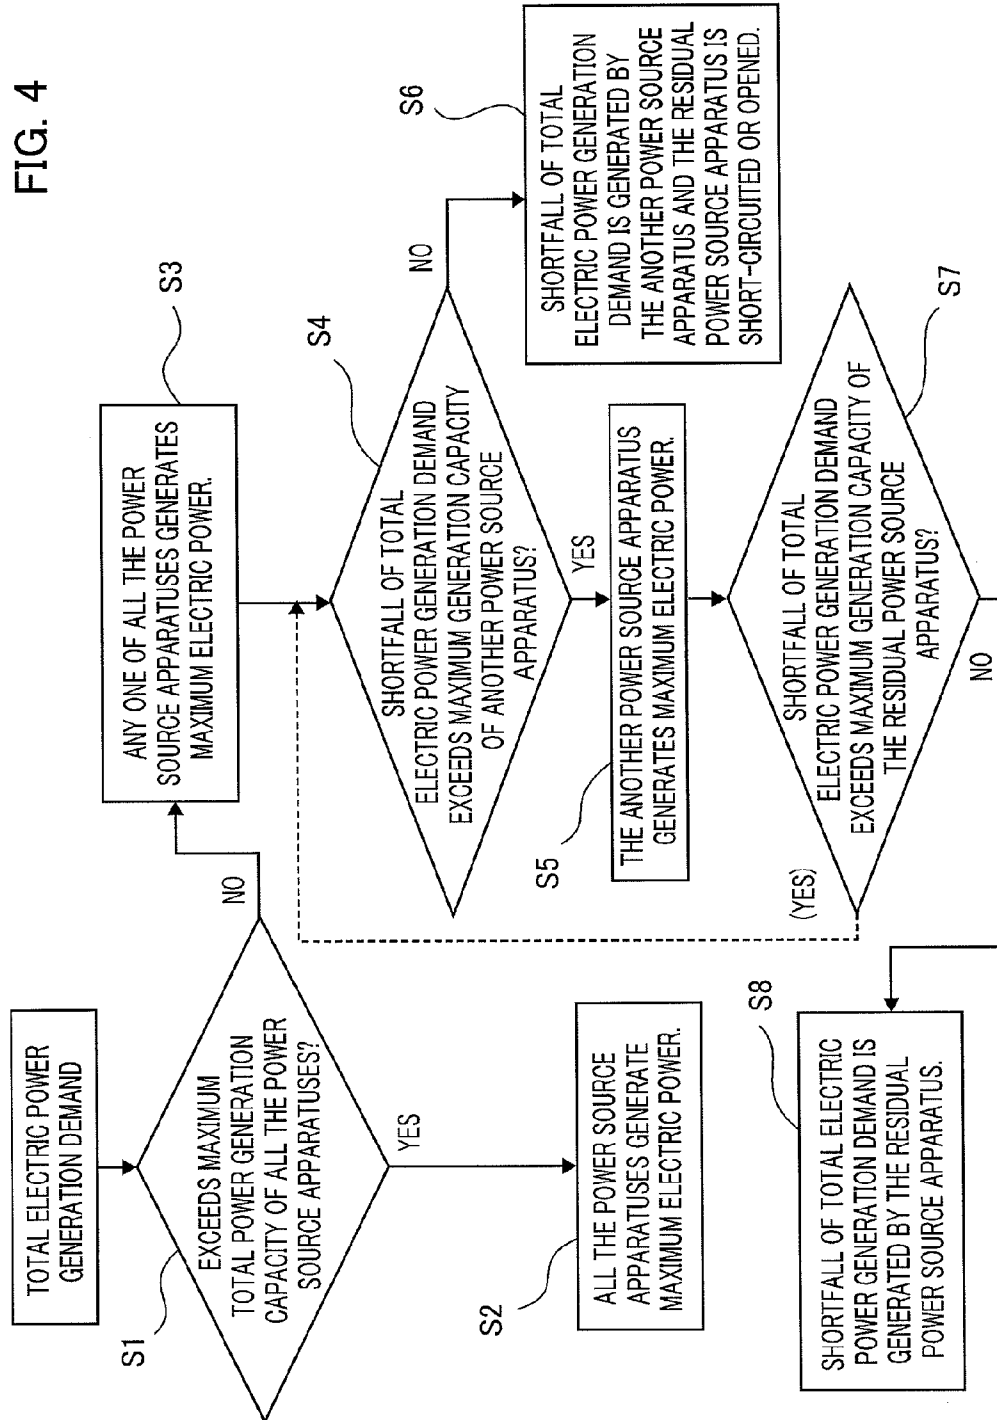 FIG. 4
TOTAL ELECTRIC POWER
GENERATION DEMAND
S1
EXCEEDS MAXIMUM
TOTAL POWER GENERATION
CAPACITY OF ALL THE POWER
SOURCE APPARATUSES?
NO
YES
S2
ALL THE POWER SOURCE
APPARATUSES GENERATE
MAXIMUM ELECTRIC POWER.
S3
ANY ONE OF ALL THE POWER
SOURCE APPARATUSES GENERATES
MAXIMUM ELECTRIC POWER.
S4
SHORTFALL OF TOTAL
ELECTRIC POWER GENERATION DEMAND
EXCEEDS MAXIMUM GENERATION CAPACITY
OF ANOTHER POWER SOURCE
APPARATUS?
NO
YES
S6
SHORTFALL OF TOTAL
ELECTRIC POWER GENERATION
DEMAND IS GENERATED BY
THE ANOTHER POWER SOURCE
APPARATUS AND THE RESIDUAL
POWER SOURCE APPARATUS IS
SHORT-CIRCUITED OR OPENED.
S5
THE ANOTHER POWER SOURCE APPARATUS
GENERATES MAXIMUM ELECTRIC POWER.
S7
SHORTFALL OF TOTAL
ELECTRIC POWER GENERATION DEMAND
EXCEEDS MAXIMUM GENERATION CAPACITY OF
THE RESIDUAL POWER SOURCE
APPARATUS?
(YES)
NO
S8
SHORTFALL OF TOTAL ELECTRIC
POWER GENERATION DEMAND IS
GENERATED BY THE RESIDUAL
POWER SOURCE APPARATUS.